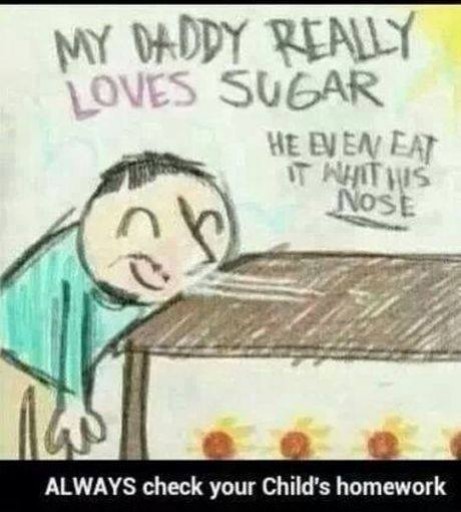 MY DADDY REALLY
LOVES SUGAR
HE EVEN EAT
IT WHIT HIS
NOSE
ALWAYS check your Child's homework